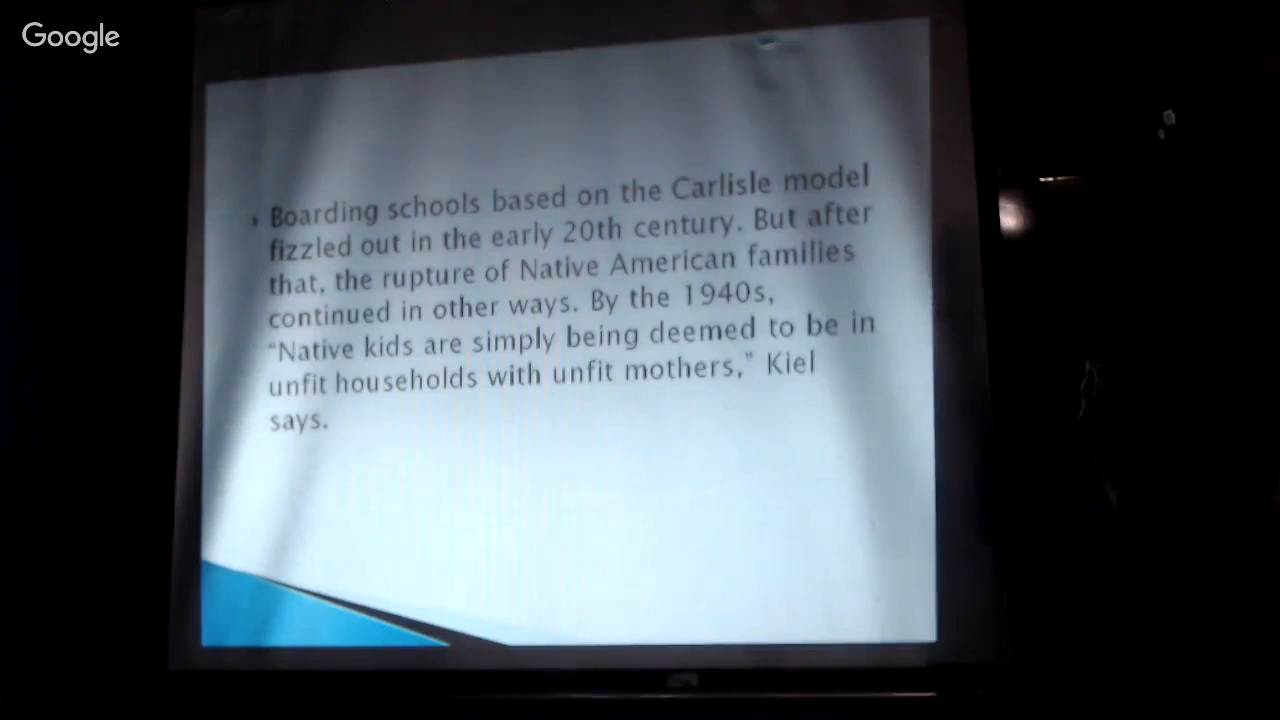 Google
• Boarding schools based on the Carlisle model
fizzled out in the early 20th century. But after
that, the rupture of Native American families
continued in other ways. By the 1940s,
“Native kids are simply being deemed to be in
unfit households with unfit mothers,” Kiel
says.